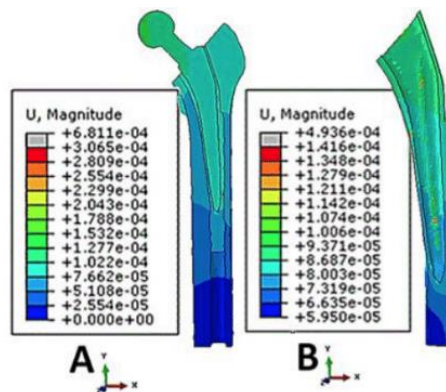 U, Magnitude
+6.811e-04
+3.065e-04
+2.809e-04
+2.554e-04
+2.299e-04
+2.043e-04
+1.788e-04
+1.532e-04
+1.277e-04
+1.022e-04
+7.662e-05
+5.108e-05
+2.554e-05
+0.000e+00
A
Y
X
U, Magnitude
+4.936e-04
+1.416e-04
+1.348e-04
+1.279e-04
+1.211e-04
+1.142e-04
+1.074e-04
+1.006e-04
+9.371e-05
+8.687e-05
+8.003e-05
+7.319e-05
+6.635e-05
+5.950e-05
B
Y
X